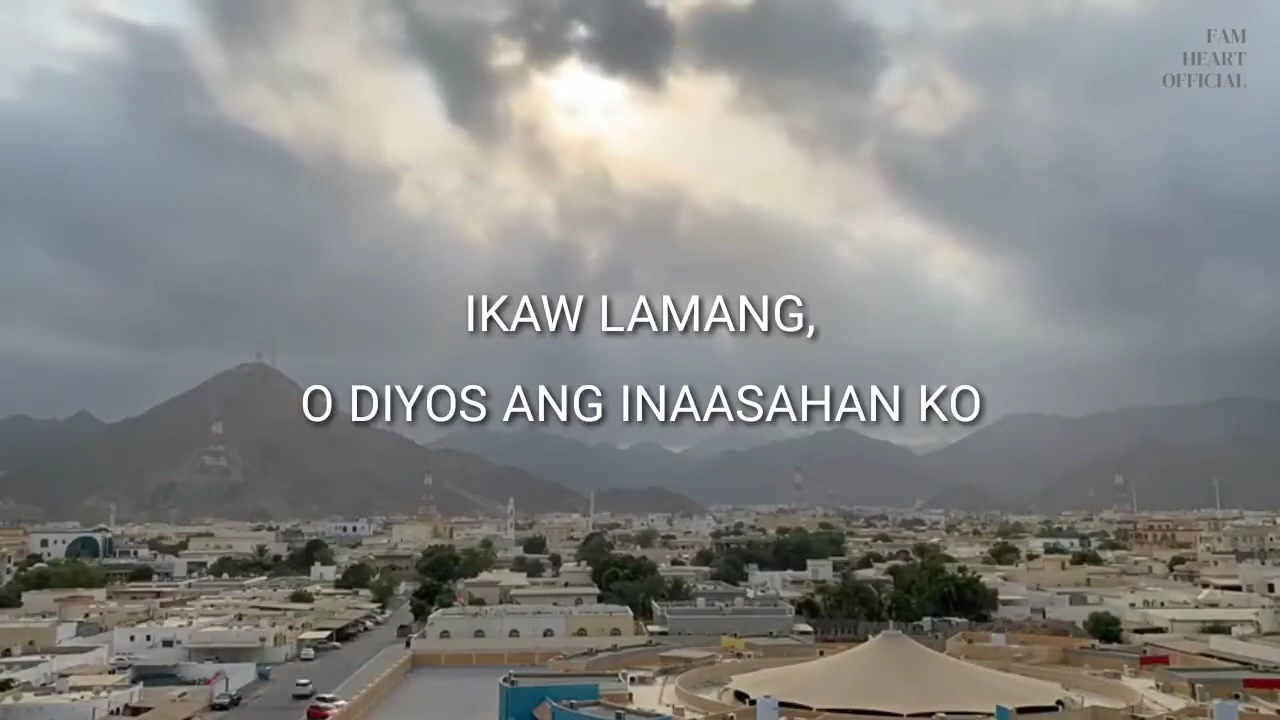 FAM
HEART
OFFICIAL
IKAW LAMANG,
O DIYOS ANG INAASAHAN KO